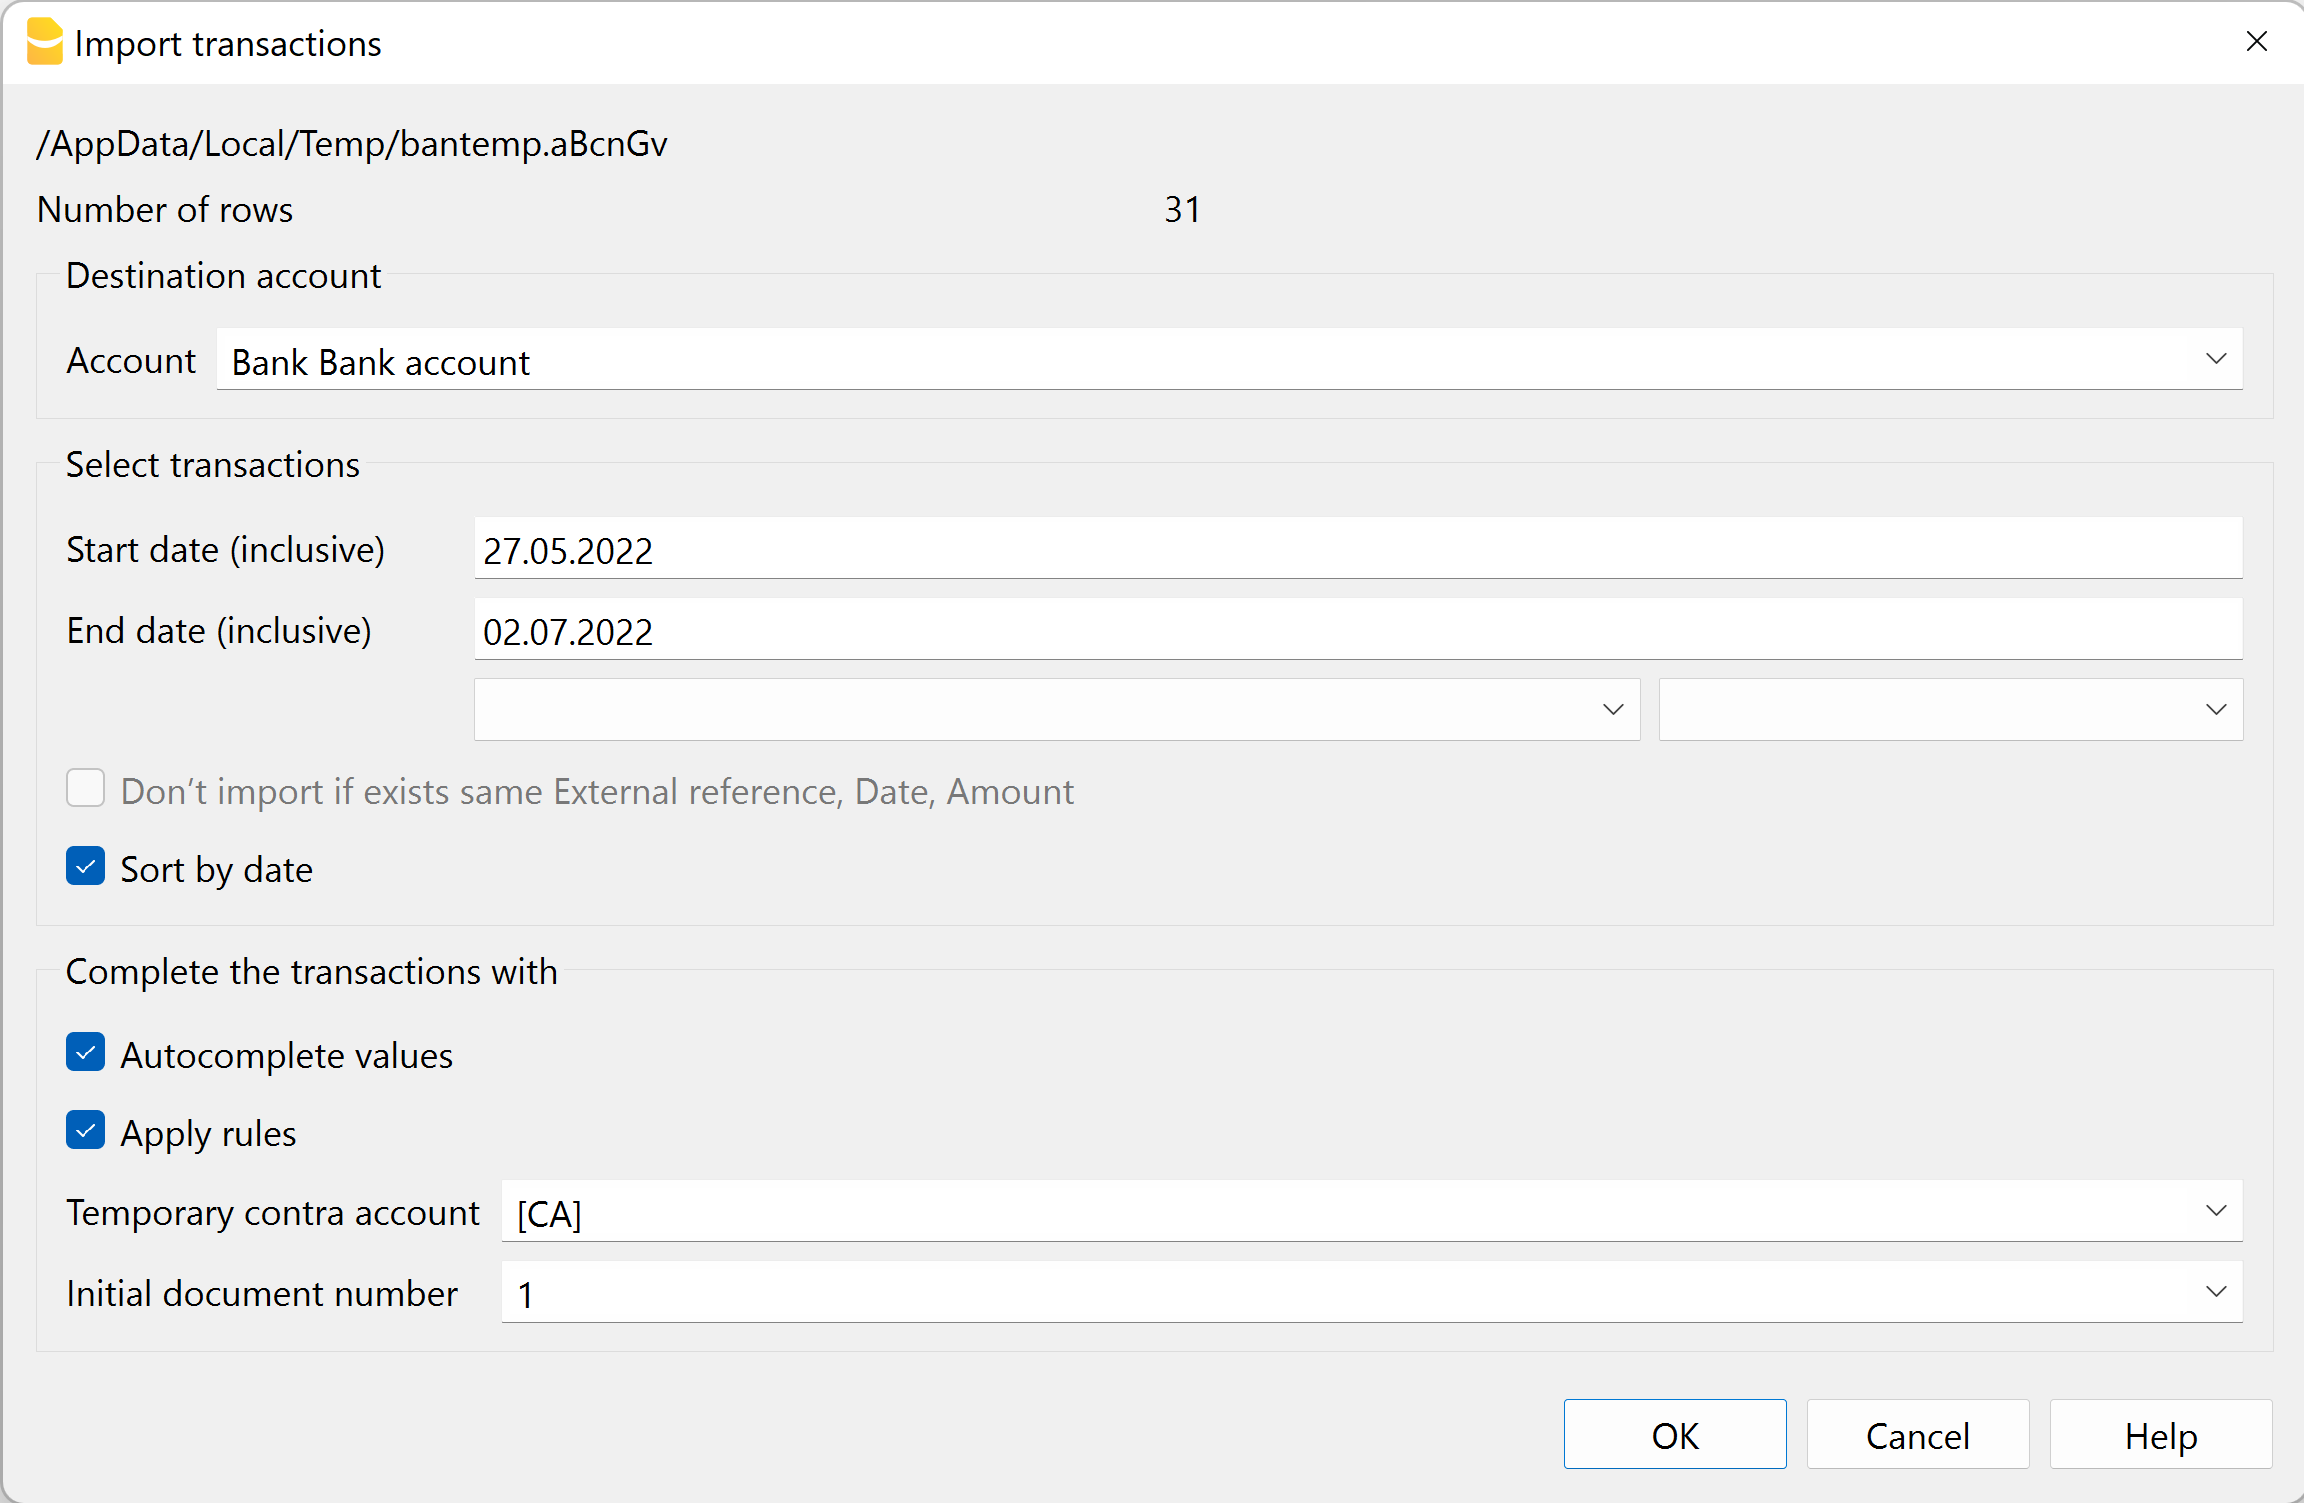 Import transactions
/AppData/Local/Temp/bantemp.aBcnGv
Number of rows 31
Destination account
Account Bank Bank account
Select transactions
Start date (inclusive) 27.05.2022
End date (inclusive) 02.07.2022
Don’t import if exists same External reference, Date, Amount
Sort by date
Complete the transactions with
Autocomplete values
Apply rules
Temporary contra account [CA]
Initial document number 1
OK Cancel Help